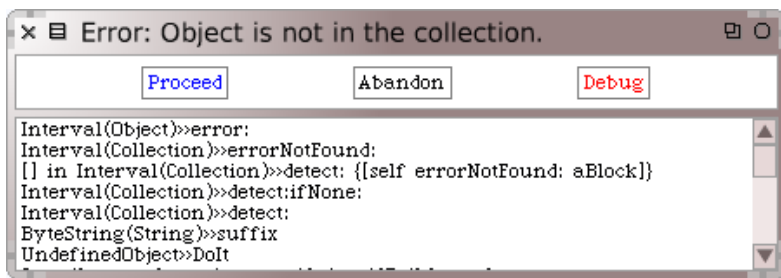 Error: Object is not in the collection.
Proceed Abandon Debug
Interval(Object)>>error:
Interval(Collection)>>errorNotFound:
[] in Interval(Collection)>>detect: {[self errorNotFound: aBlock]}
Interval(Collection)>>detect:ifNone:
Interval(Collection)>>detect:
ByteString(String)>>suffix
UndefinedObject>>DoIt